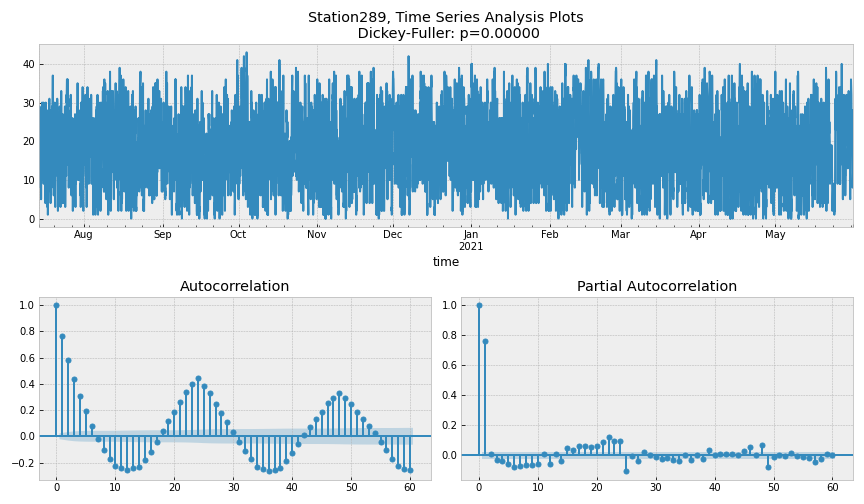 Station289, Time Series Analysis Plots
Dickey-Fuller: p=0.00000
40
30
20
10
0
Aug Sep Oct Nov Dec Jan Feb Mar Apr May
2021
time
Autocorrelation
1.0
0.8
0.6
0.4
0.2
0.0
−0.2
0 10 20 30 40 50 60
Partial Autocorrelation
1.0
0.8
0.6
0.4
0.2
0.0
0 10 20 30 40 50 60